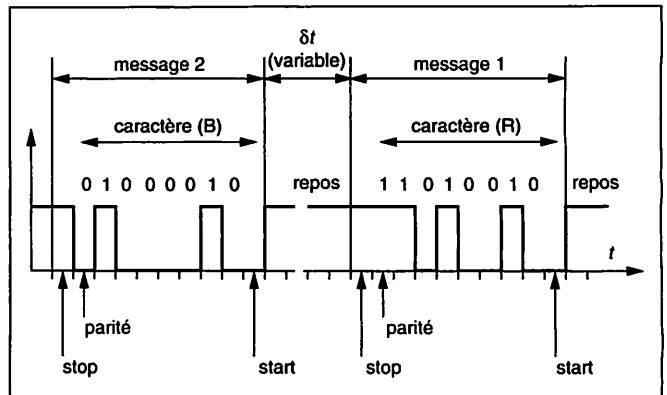 δt
message 2 (variable) message 1
caractère (B) caractère (R)
0 1 0 0 0 0 1 0 repos 1 1 0 1 0 0 1 0 repos
t
parité parité
stop start stop start